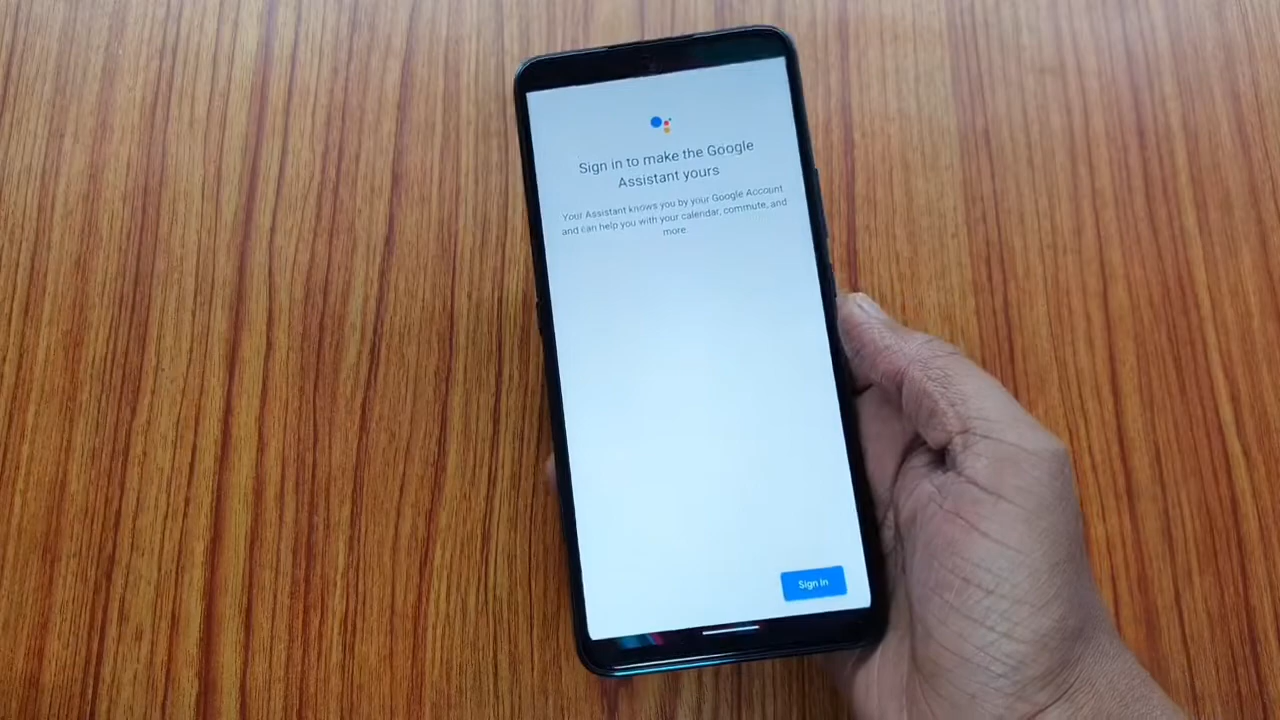 Sign in to make the Google
Assistant yours
Your Assistant knows you by your Google Account
and can help you with your calendar, commute, and
more.
Sign in